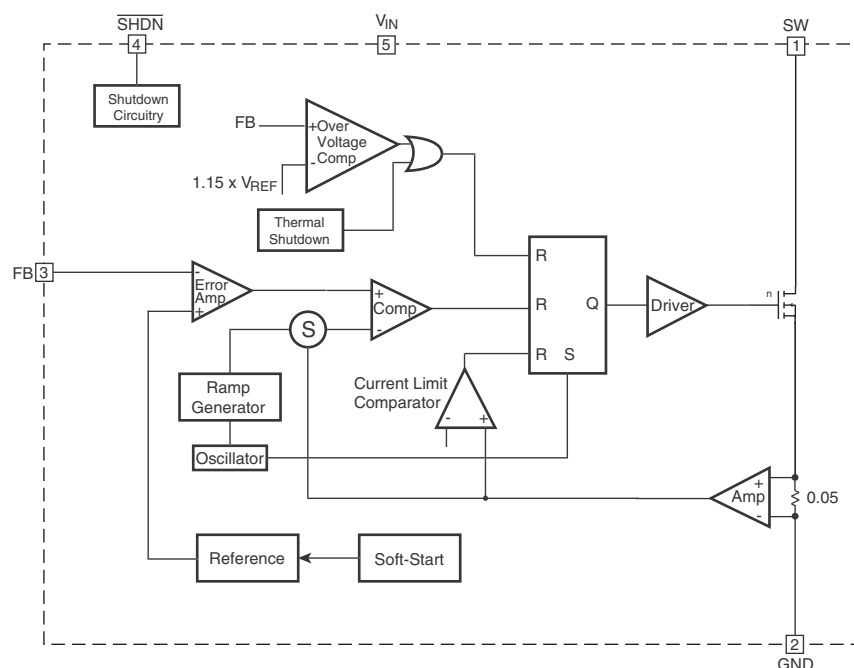 SHDN
4
VIN
5
SW
1
Shutdown
Circuitry
FB
+
Over
Voltage
Comp
-
1.15 x VREF
Thermal
Shutdown
R
FB
3
-
Error
Amp
+
+
Comp
-
S
R
Q
Driver
n
R S
Ramp
Generator
Current Limit
Comparator
-
+
Oscillator
+
Amp
-
0.05
Reference
Soft-Start
2
GND